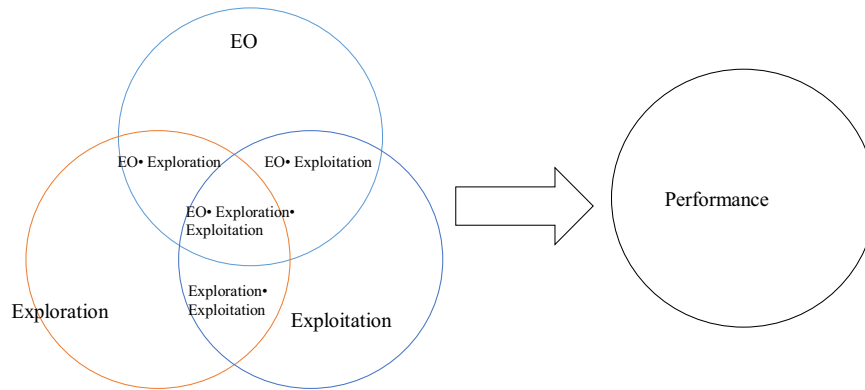 EO
EO• Exploration
EO• Exploitation
EO• Exploration•
Exploitation
Performance
Exploration•
Exploitation
Exploration
Exploitation